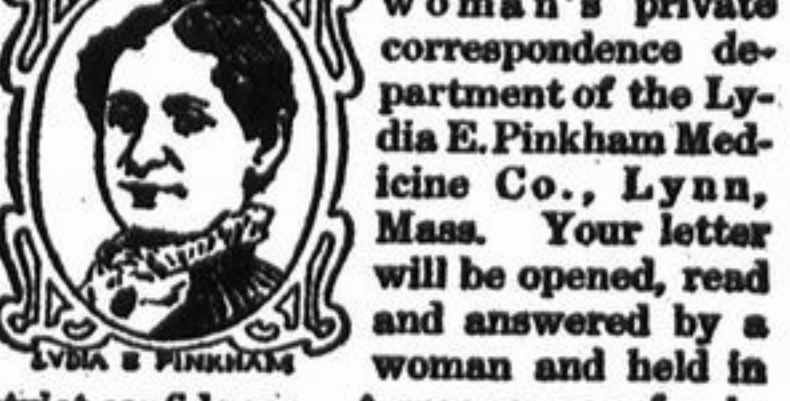 woman's private
correspondence de-
partment of the Ly-
dia E. Pinkham Med-
icine Co., Lynn,
Mass. Your letter
will be opened, read
and answered by a
woman and held in
LYDIA E PINKHAM